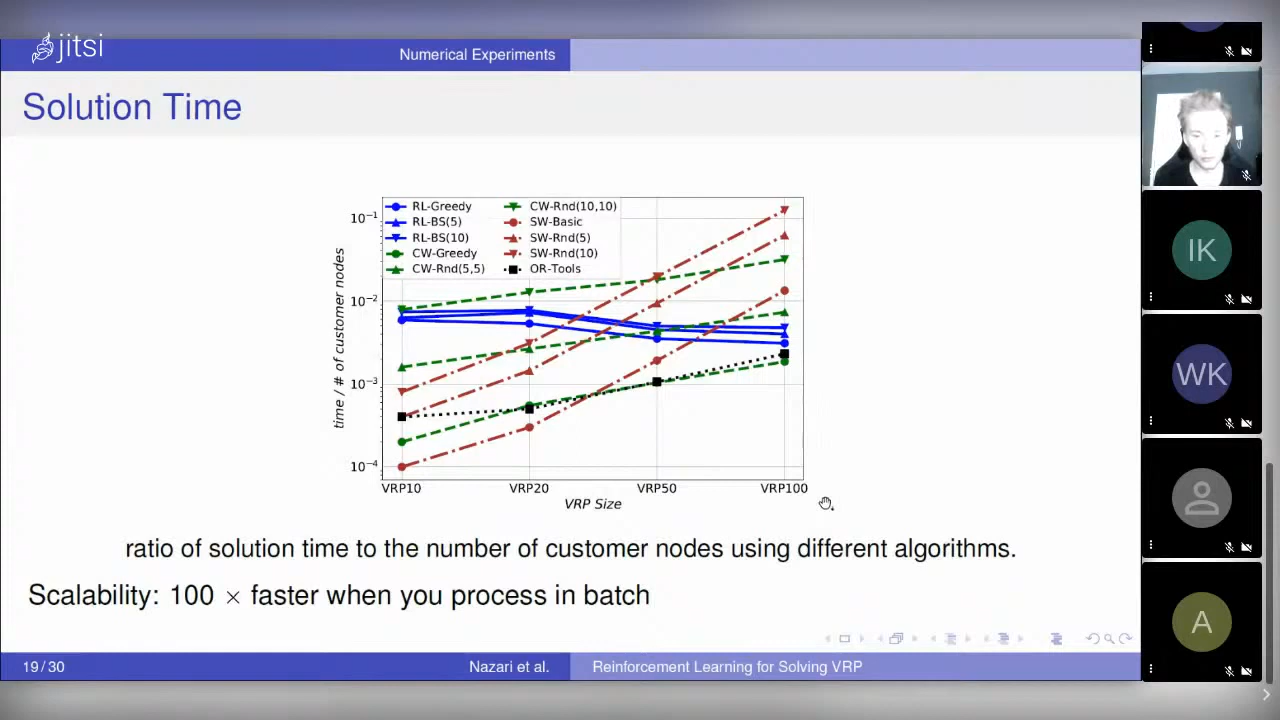 jitsi
Numerical Experiments
Solution Time
RL-Greedy
RL-BS(5)
RL-BS(10)
CW-Greedy
CW-Rnd(5,5)
CW-Rnd(10,10)
SW-Basic
SW-Rnd(5)
SW-Rnd(10)
OR-Tools
time / # of customer nodes
10⁻¹
10⁻²
10⁻³
10⁻⁴
VRP10 VRP20 VRP50 VRP100
VRP Size
ratio of solution time to the number of customer nodes using different algorithms.
Scalability: 100 × faster when you process in batch
19 / 30 Nazari et al. Reinforcement Learning for Solving VRP
IK
WK
A